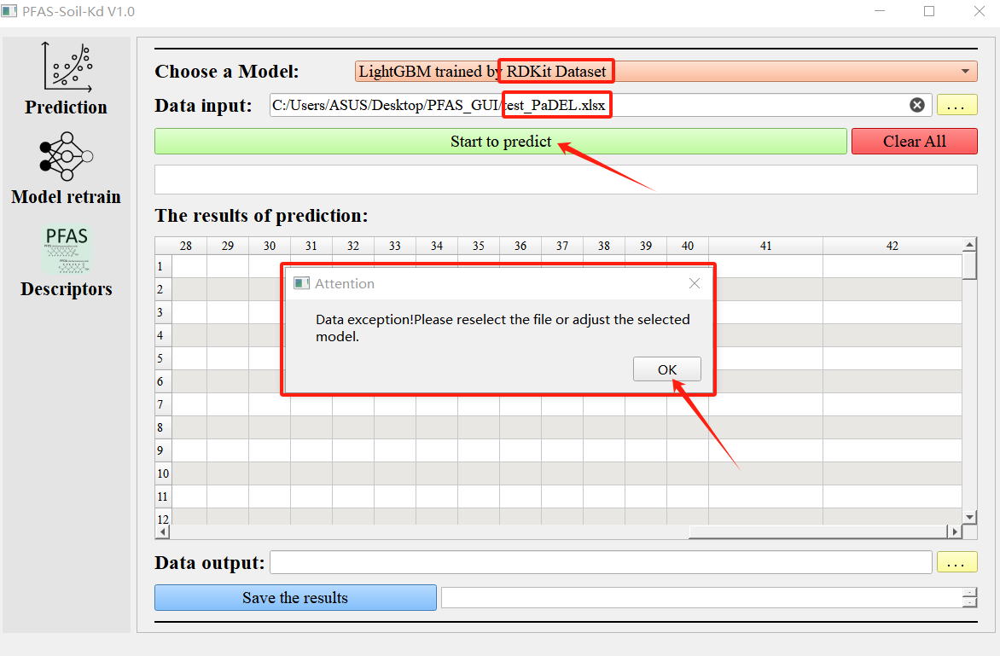 PFAS-Soil-Kd V1.0
Prediction
Model retrain
PFAS
Descriptors
Choose a Model:
LightGBM trained by RDKit Dataset
Data input:
C:/Users/ASUS/Desktop/PFAS_GUI/test_PaDEL.xlsx
...
Start to predict
Clear All
The results of prediction:
28 29 30 31 32 33 34 35 36 37 38 39 40 41 42
1
2
3
4
5
6
7
8
9
10
11
12
Attention
Data exception!Please reselect the file or adjust the selected
model.
OK
Data output:
...
Save the results